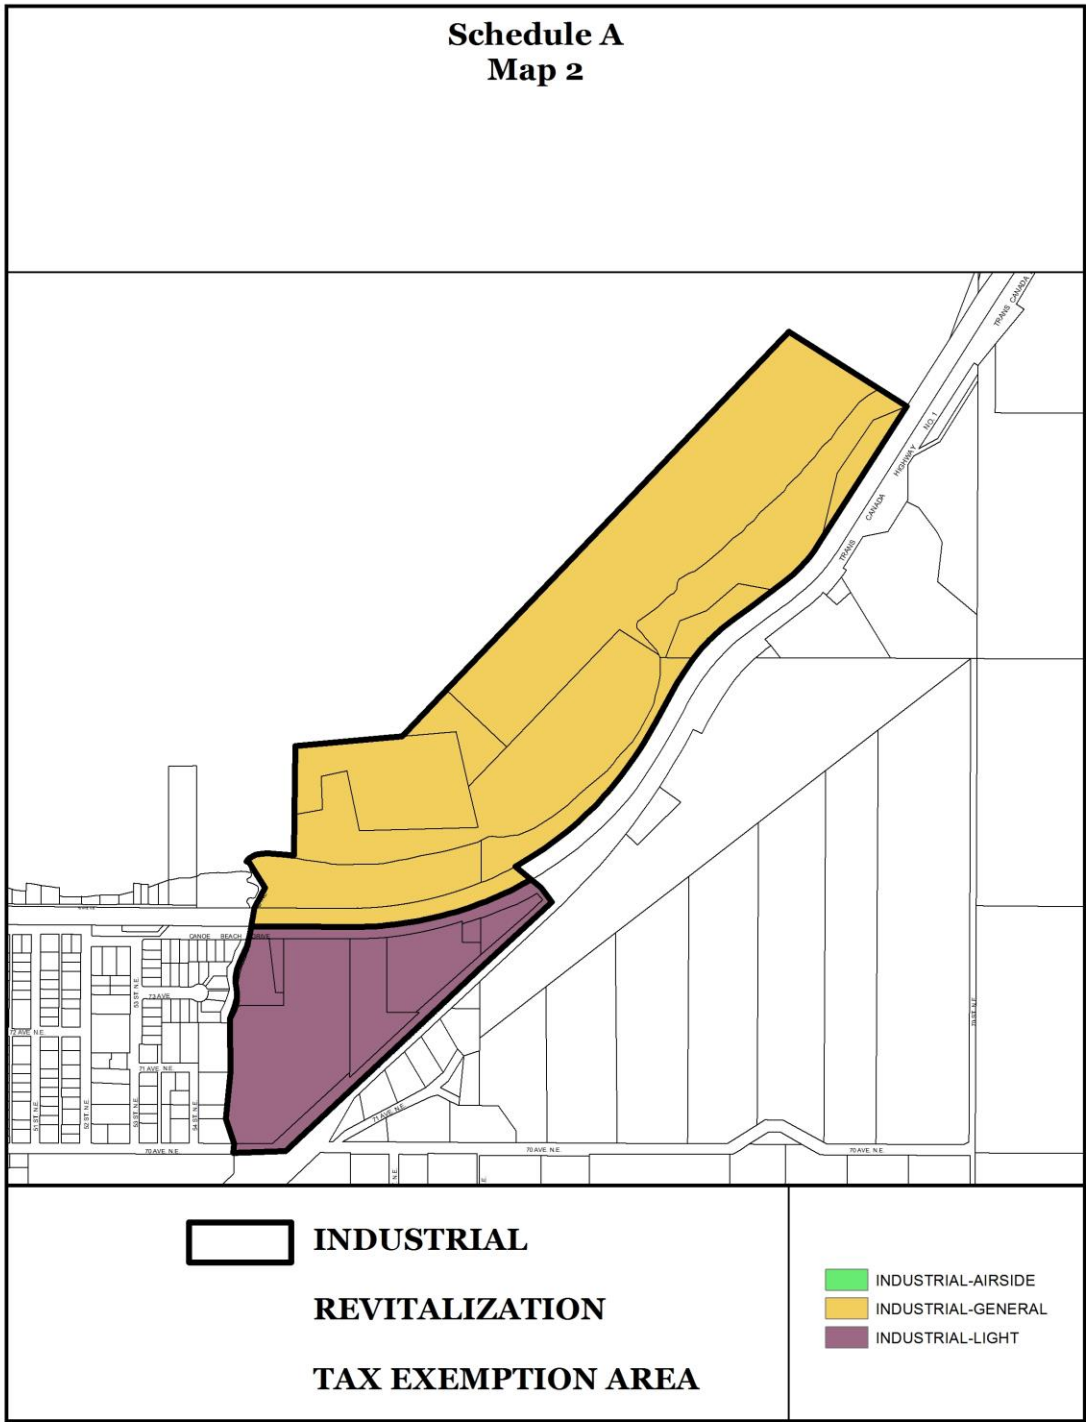 Schedule A
Map 2
TRANS CANADA
HIGHWAY NO. 1
TRANS CANADA
CANOE BEACH DRIVE
73 AVE
53 ST. N.E.
72 AVE. N.E.
71 AVE. N.E.
51 ST. N.E.
52 ST. N.E.
53 ST. N.E.
54 ST. N.E.
71 AVE. N.E.
70 AVE. N.E.
70 AVE. N.E.
70 AVE. N.E.
N.E.
INDUSTRIAL
REVITALIZATION
TAX EXEMPTION AREA
INDUSTRIAL-AIRSIDE
INDUSTRIAL-GENERAL
INDUSTRIAL-LIGHT